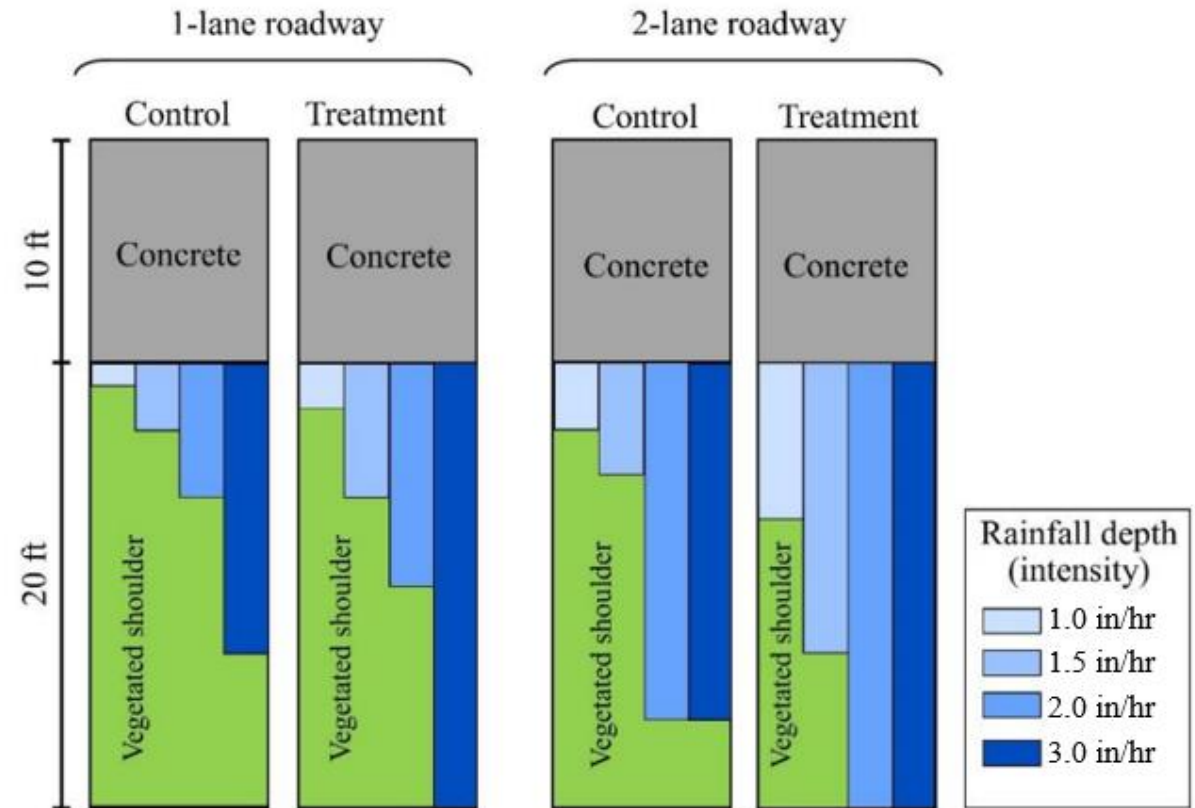 1-lane roadway
2-lane roadway
Control
Treatment
Control
Treatment
10 ft
Concrete
Concrete
Concrete
Concrete
20 ft
Vegetated shoulder
Vegetated shoulder
Vegetated shoulder
Vegetated shoulder
Rainfall depth
(intensity)
1.0 in/hr
1.5 in/hr
2.0 in/hr
3.0 in/hr